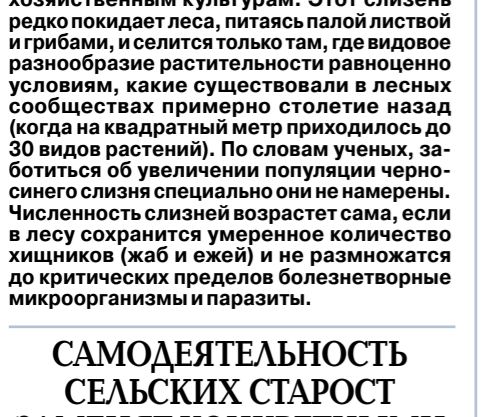 хозяйственным культурам. Этот слизень
редко покидает леса, питаясь палой листвой
и грибами, и селится только там, где видовое
разнообразие растительности равноценно
условиям, какие существовали в лесных
сообществах примерно столетие назад
(когда на квадратный метр приходилось до
30 видов растений). По словам ученых, за-
ботиться об увеличении популяции черно-
синего слизня специально они не намерены.
Численность слизней возрастет сама, если
в лесу сохранится умеренное количество
хищников (жаб и ежей) и не размножатся
до критических пределов болезнетворные
микроорганизмы и паразиты.
САМОДЕЯТЕЛЬНОСТЬ
СЕЛЬСКИХ СТАРОСТ